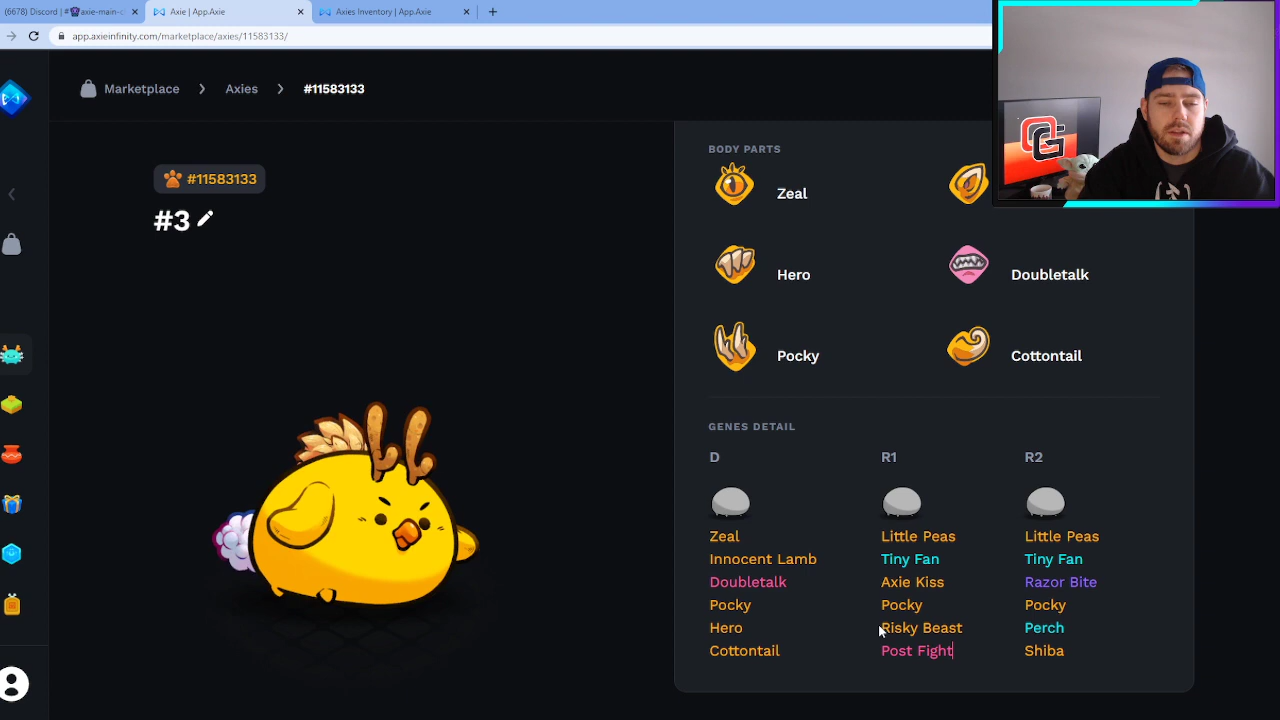 (6678) Discord | #
axie-main-c
Axie | App.Axie
Axies Inventory | App.Axie
app.axieinfinity.com/marketplace/axies/11583133/
Marketplace > Axies > #11583133
#11583133
#3
BODY PARTS
Zeal
Hero
Doubletalk
Pocky
Cottontail
GENES DETAIL
D R1 R2
Zeal Little Peas Little Peas
Innocent Lamb Tiny Fan Tiny Fan
Doubletalk Axie Kiss Razor Bite
Pocky Pocky Pocky
Hero Risky Beast Perch
Cottontail Post Fight Shiba